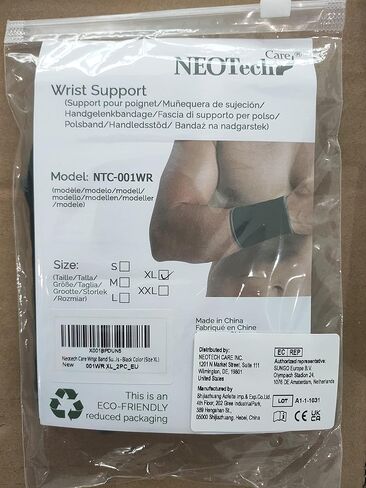 Care+®
NEOTech
Wrist Support
(Support pour poignet/Muñequera de sujeción/
Handgelenkbandage/Fascia di supporto per polso/
Polsband/Handledsstöd/ Bandaż na nadgarstek)
Model: NTC-001WR
(modèle/modelo/modell/
modello/modellen/modeller
/modele)
Size:
(Taille/Talla/
Größe/Taglia/
Grootte/Storlek
/Rozmiar)
S
M
L
XL
XXL
Made in China
Fabriqué en Chine
X001
Neotech Care Wrist Band Su...ts - Black Color (Size XL)
New 001WR XL_2PC_EU
This is an
ECO-FRIENDLY
reduced packaging
Distributed by:
NEOTECH CARE INC.
1201 N Market Street, Suite 111
Wilmington, DE, 19801
United States
Manufactured by
Shijiazhuang Aofeite Imp.&Exp.Co.Ltd
4th Floor, 202 Gree IndustrialPark,
389 Hengshan St.,
05000 Shijiazhuang, Hebei, China
EC REP
Authorized representative:
SUNGO Europe B.V.
Olympisch Stadion 24,
1076 DE Amsterdam, Netherlands
LOT A1-1-1631
CE UK CA